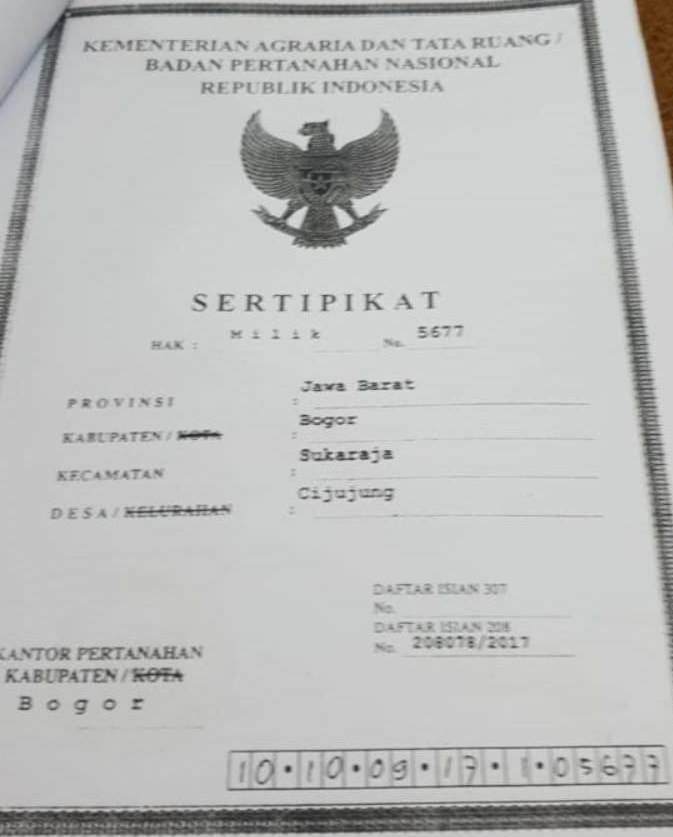 KEMENTERIAN AGRARIA DAN TATA RUANG /
BADAN PERTANAHAN NASIONAL
REPUBLIK INDONESIA
SERTIPIKAT
HAK : Milik No. 5677
PROVINSI : Jawa Barat
KABUPATEN / KOTA : Bogor
KECAMATAN : Sukaraja
DESA / KELURAHAN : Cijujung
DAFTAR ISIAN 307
No.
DAFTAR ISIAN 208
No. 208078/2017
KANTOR PERTANAHAN
KABUPATEN / KOTA
Bogor
10•10•09•17•1•05677